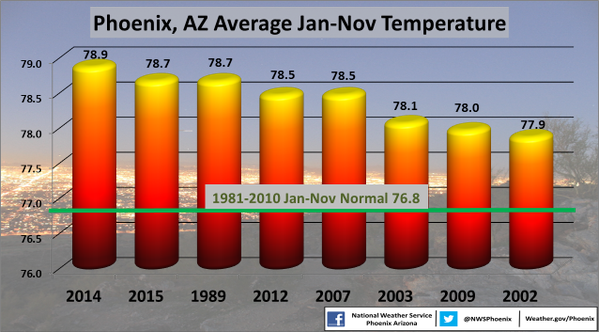 Phoenix, AZ Average Jan-Nov Temperature
79.0
78.5
78.0
77.5
77.0
76.5
76.0
78.9
78.7
78.7
78.5
78.5
78.1
78.0
77.9
1981-2010 Jan-Nov Normal 76.8
2014 2015 1989 2012 2007 2003 2009 2002
National Weather Service
Phoenix Arizona
@NWSPhoenix
Weather.gov/Phoenix